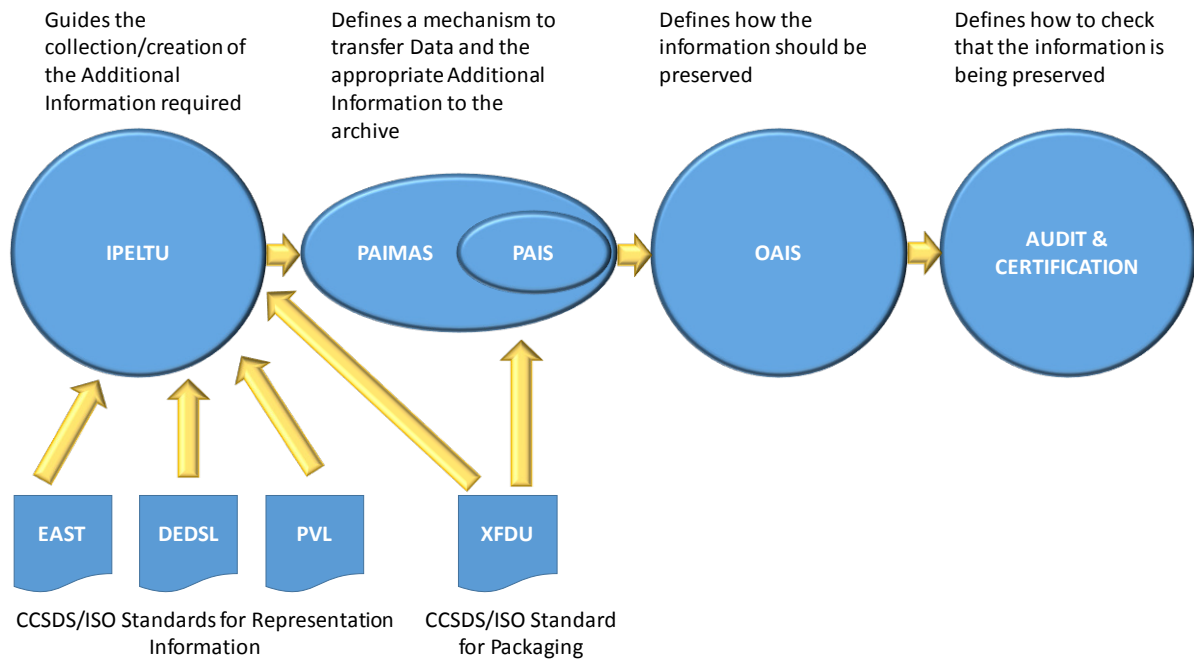 Guides the
collection/creation of
the Additional
Information required
Defines a mechanism to
transfer Data and the
appropriate Additional
Information to the
archive
Defines how the
information should be
preserved
Defines how to check
that the information is
being preserved
IPELTU
PAIMAS
PAIS
OAIS
AUDIT &
CERTIFICATION
EAST
DEDSL
PVL
XFDU
CCSDS/ISO Standards for Representation
Information
CCSDS/ISO Standard
for Packaging